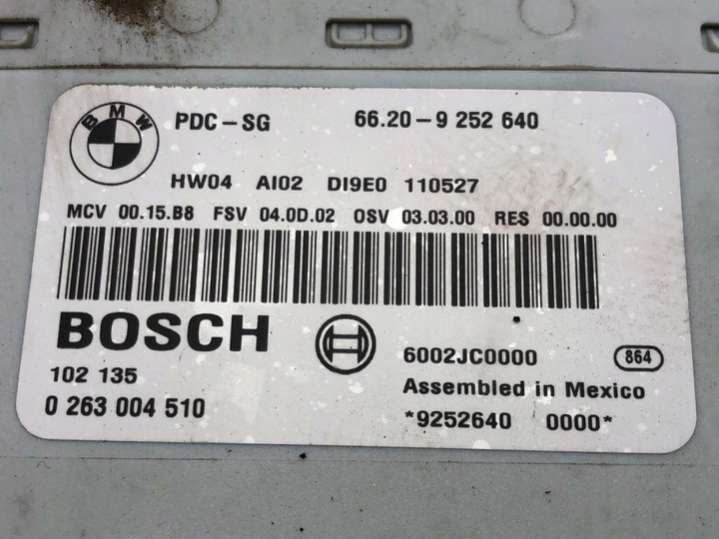 BMW PDC-SG 66.20-9 252 640
HW04 AI02 DI9E0 110527
MCV 00.15.B8 FSV 04.0D.02 OSV 03.03.00 RES 00.00.00
BOSCH
6002JC0000 864
102 135 Assembled in Mexico
0 263 004 510 *9252640 0000*